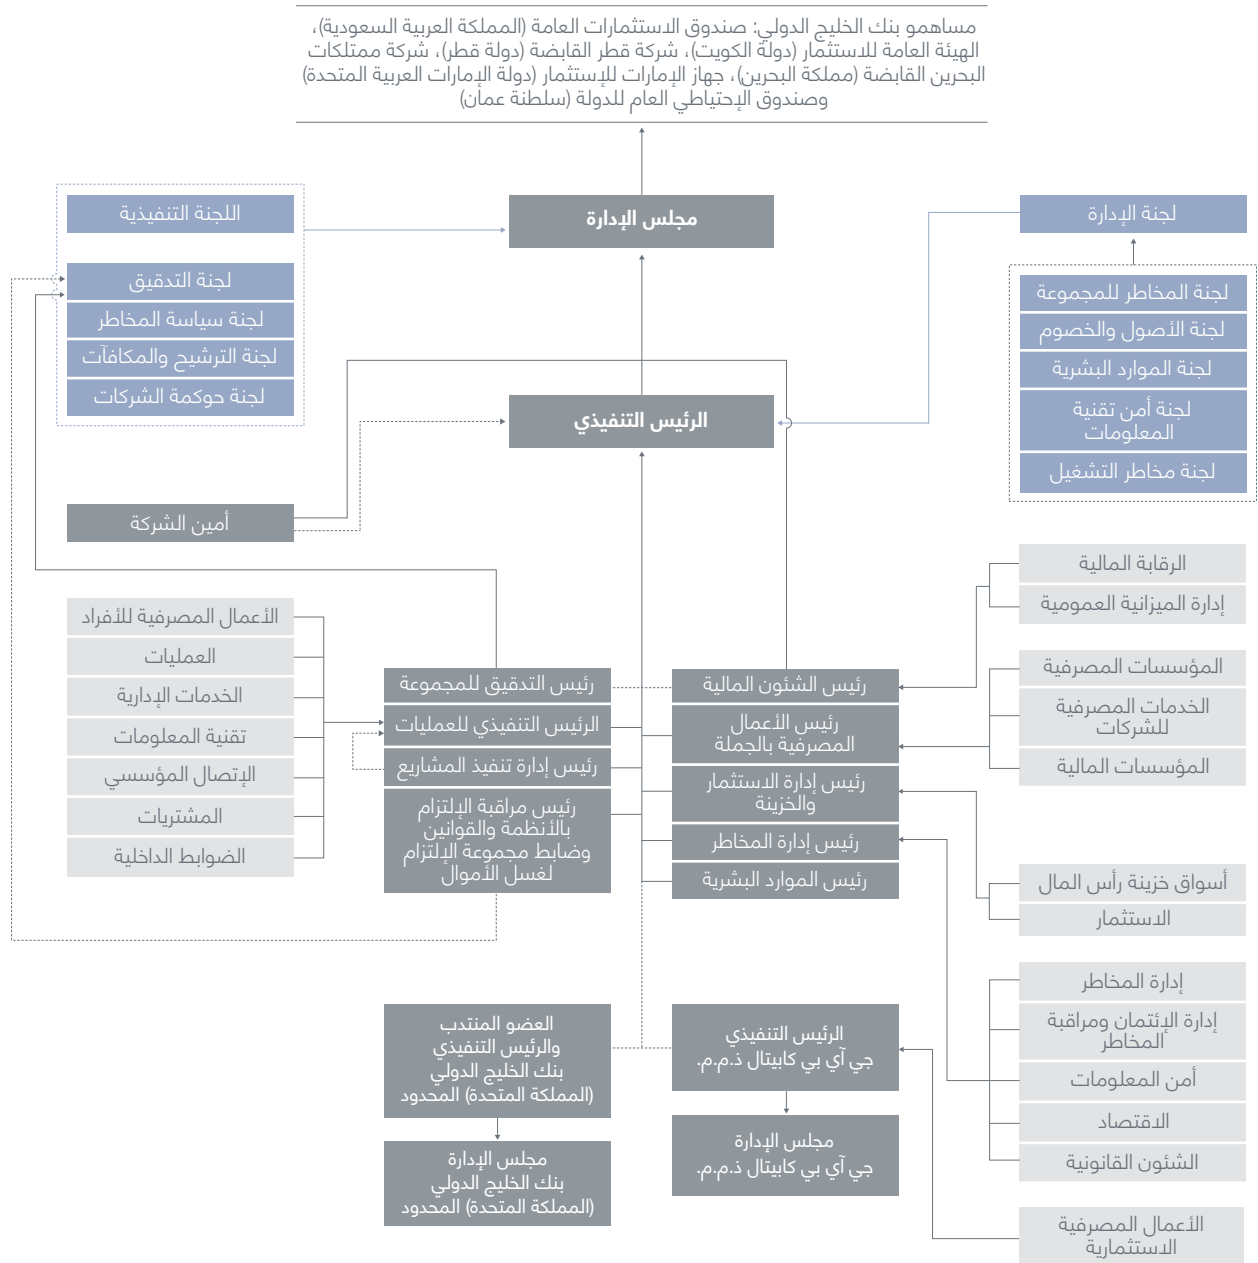 مساهمو بنك الخليج الدولي: صندوق الاستثمارات العامة (المملكة العربية السعودية)،
الهيئة العامة للاستثمار (دولة الكويت)، شركة قطر القابضة (دولة قطر)، شركة ممتلكات
البحرين القابضة (مملكة البحرين)، جهاز الإمارات للإستثمار (دولة الإمارات العربية المتحدة)
وصندوق الإحتياطي العام للدولة (سلطنة عمان)
مجلس الإدارة
لجنة الإدارة
لجنة المخاطر للمجموعة
لجنة الأصول والخصوم
لجنة الموارد البشرية
لجنة أمن تقنية
المعلومات
لجنة مخاطر التشغيل
اللجنة التنفيذية
لجنة التدقيق
لجنة سياسة المخاطر
لجنة الترشيح والمكافآت
لجنة حوكمة الشركات
الرئيس التنفيذي
أمين الشركة
الرقابة المالية
إدارة الميزانية العمومية
المؤسسات المصرفية
الخدمات المصرفية
للشركات
المؤسسات المالية
أسواق خزينة رأس المال
الاستثمار
إدارة المخاطر
إدارة الإئتمان ومراقبة
المخاطر
أمن المعلومات
الاقتصاد
الشئون القانونية
الأعمال المصرفية
الاستثمارية
رئيس الشئون المالية
رئيس الأعمال
المصرفية بالجملة
رئيس إدارة الاستثمار
والخزينة
رئيس إدارة المخاطر
رئيس الموارد البشرية
رئيس التدقيق للمجموعة
الرئيس التنفيذي للعمليات
رئيس إدارة تنفيذ المشاريع
رئيس مراقبة الإلتزام
بالأنظمة والقوانين
وضابط مجموعة الإلتزام
لغسل الأموال
الأعمال المصرفية للأفراد
العمليات
الخدمات الإدارية
تقنية المعلومات
الإتصال المؤسسي
المشتريات
الضوابط الداخلية
الرئيس التنفيذي
جي آي بي كابيتال ذ.م.م.
مجلس الإدارة
جي آي بي كابيتال ذ.م.م.
العضو المنتدب
والرئيس التنفيذي
بنك الخليج الدولي
(المملكة المتحدة) المحدود
مجلس الإدارة
بنك الخليج الدولي
(المملكة المتحدة) المحدود